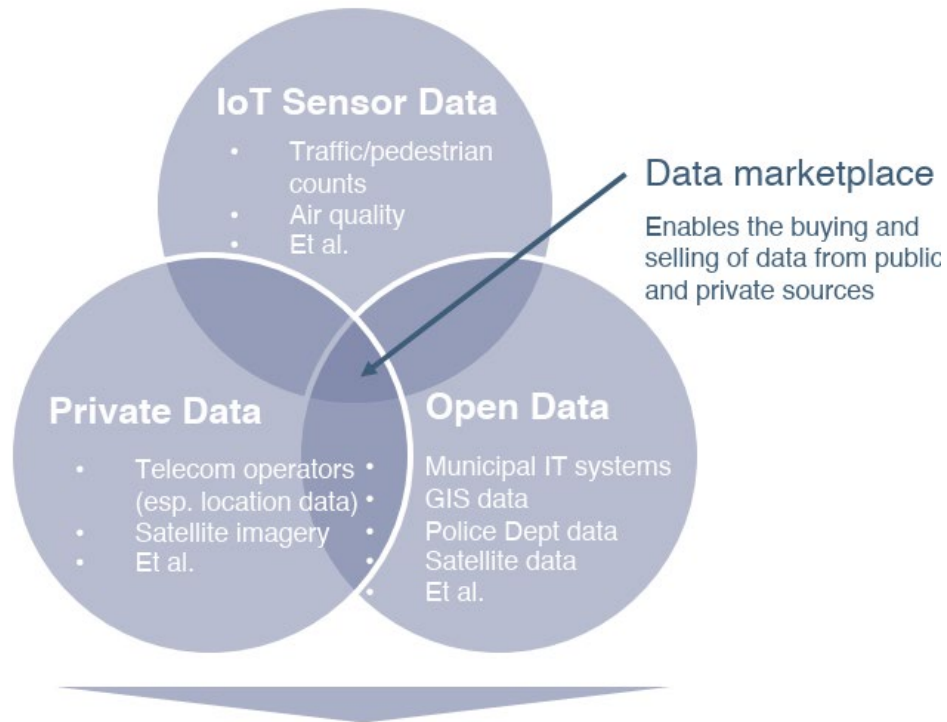 IoT Sensor Data
• Traffic/pedestrian
counts
• Air quality
• Et al.
Data marketplace
Enables the buying and
selling of data from public
and private sources
Private Data
• Telecom operators
(esp. location data)
• Satellite imagery
• Et al.
Open Data
• Municipal IT systems
• GIS data
• Police Dept data
• Satellite data
• Et al.